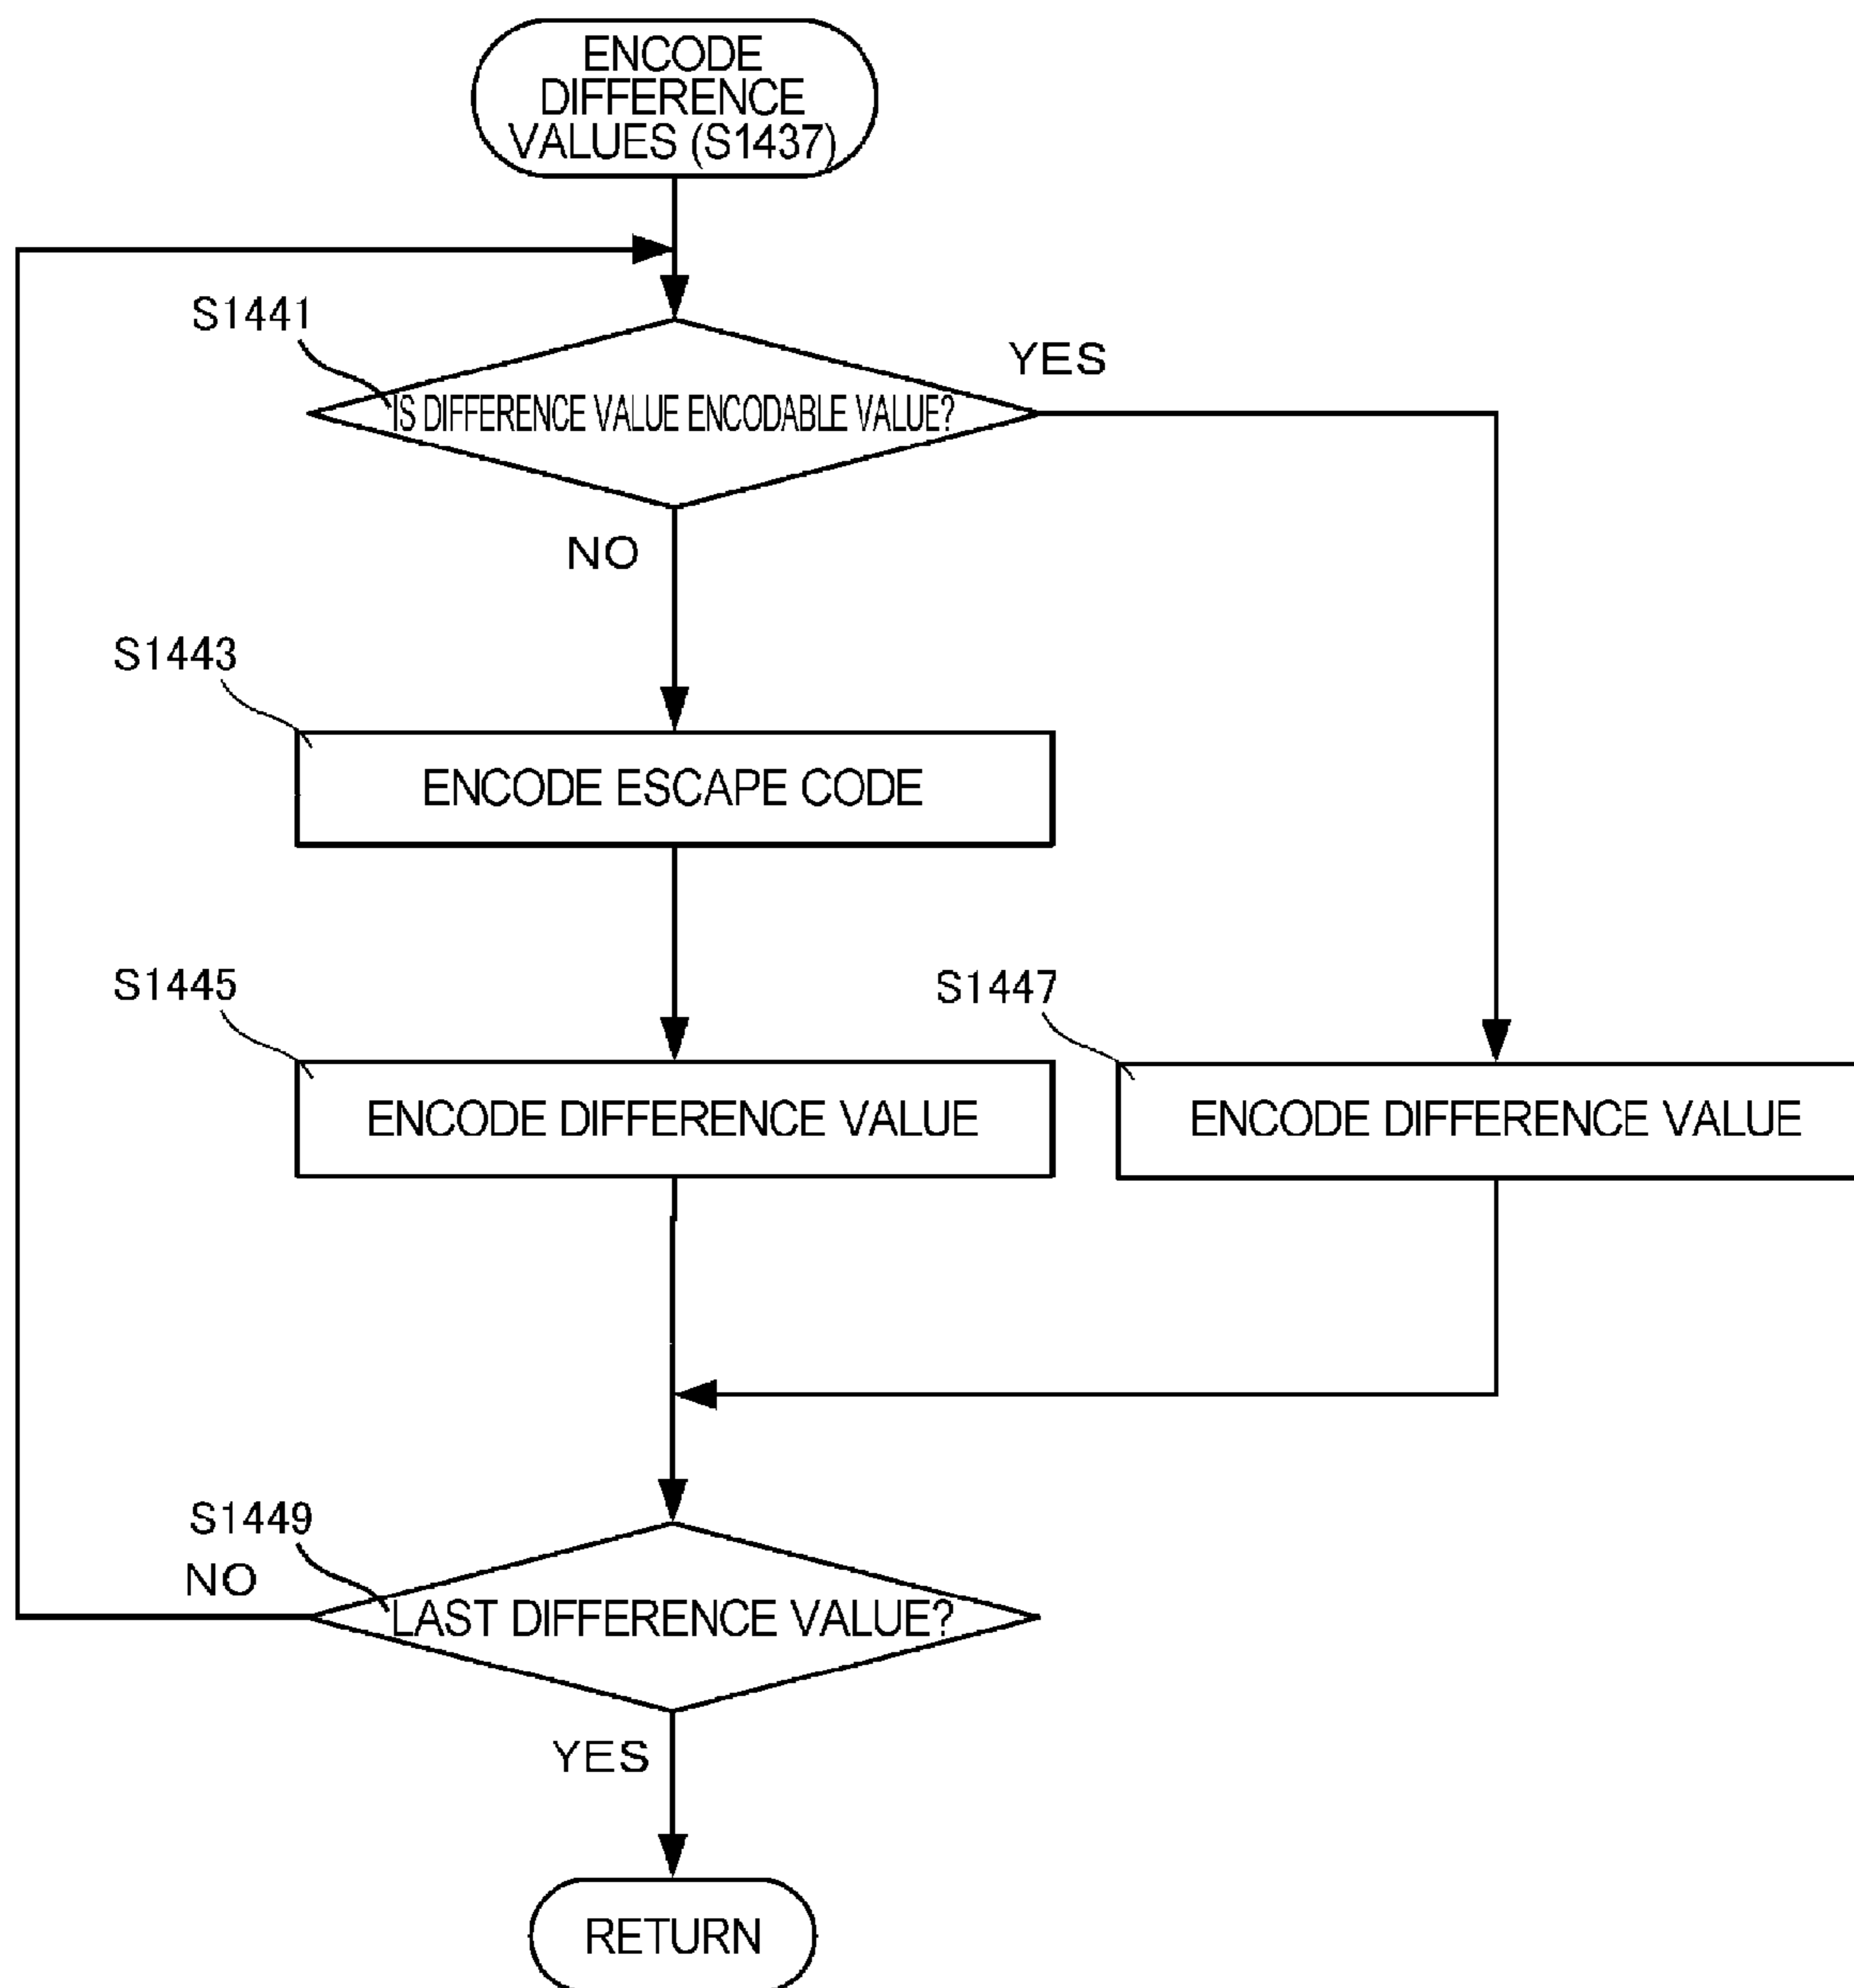 ENCODE
DIFFERENCE
VALUES (S1437)
S1441
YES
IS DIFFERENCE VALUE ENCODABLE VALUE?
NO
S1443
ENCODE ESCAPE CODE
S1445
S1447
ENCODE DIFFERENCE VALUE
ENCODE DIFFERENCE VALUE
S1449
NO
LAST DIFFERENCE VALUE?
YES
RETURN